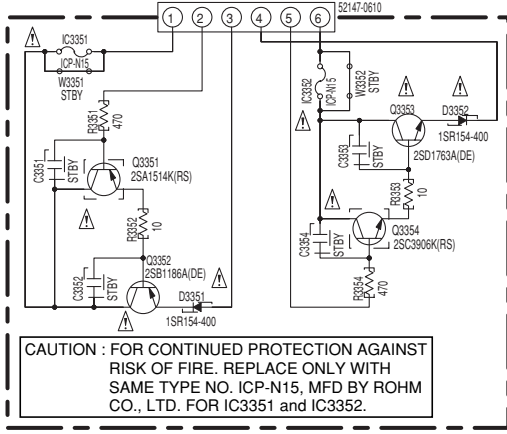 52147-0610
1 2 3 4 5 6
IC3351
ICP-N15
W3351
STBY
IC3352
ICP-N15
W3352
STBY
R3351
470
Q3353
D3352
1SR154-400
2SD1763A(DE)
C3351
STBY
Q3351
2SA1514K(RS)
C3353
STBY
R3353
10
R3352
10
Q3354
2SC3906K(RS)
C3354
STBY
Q3352
2SB1186A(DE)
C3352
STBY
D3351
1SR154-400
R3354
470
CAUTION : FOR CONTINUED PROTECTION AGAINST
RISK OF FIRE. REPLACE ONLY WITH
SAME TYPE NO. ICP-N15, MFD BY ROHM
CO., LTD. FOR IC3351 and IC3352.